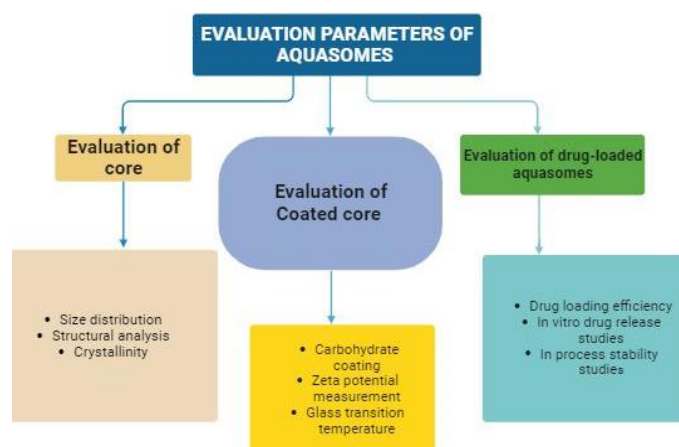 EVALUATION PARAMETERS OF
AQUASOMES
Evaluation of
core
Evaluation of
Coated core
Evaluation of drug-loaded
aquasomes
• Size distribution
• Structural analysis
• Crystallinity
• Carbohydrate
coating
• Zeta potential
measurement
• Glass transition
temperature
• Drug loading efficiency
• In vitro drug release
studies
• In process stability
studies